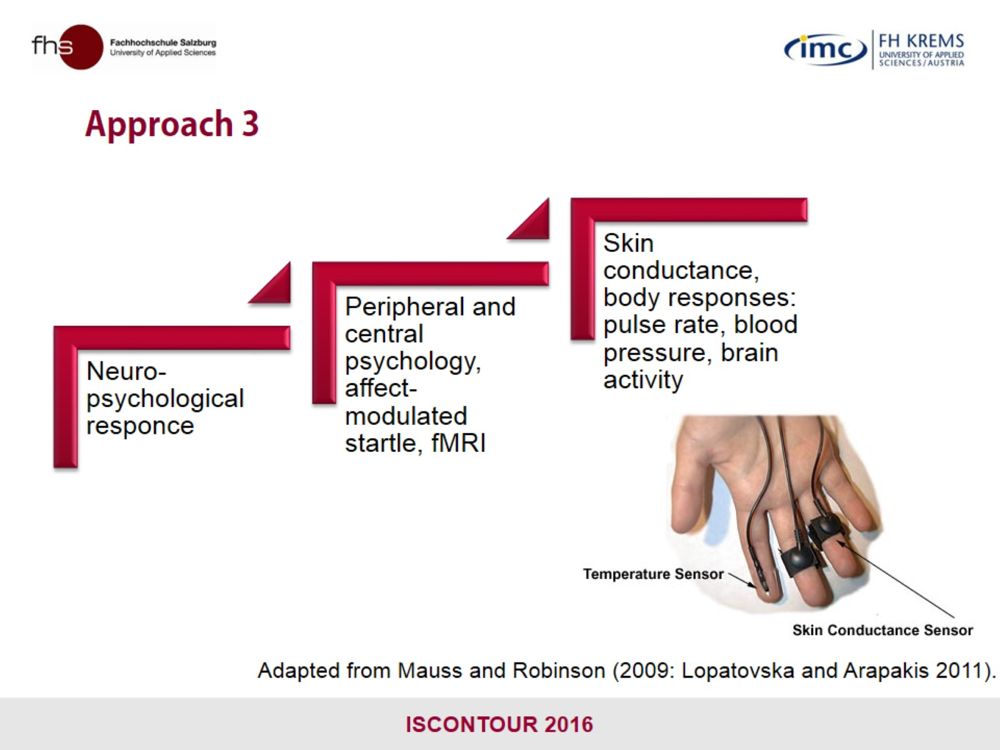 fhs
Fachhochschule Salzburg
University of Applied Sciences
imc
FH KREMS
UNIVERSITY OF APPLIED
SCIENCES/AUSTRIA
Approach 3
Neuro-
psychological
responce
Peripheral and
central
psychology,
affect-
modulated
startle, fMRI
Skin
conductance,
body responses:
pulse rate, blood
pressure, brain
activity
Temperature Sensor
Skin Conductance Sensor
Adapted from Mauss and Robinson (2009: Lopatovska and Arapakis 2011).
ISCONTOUR 2016